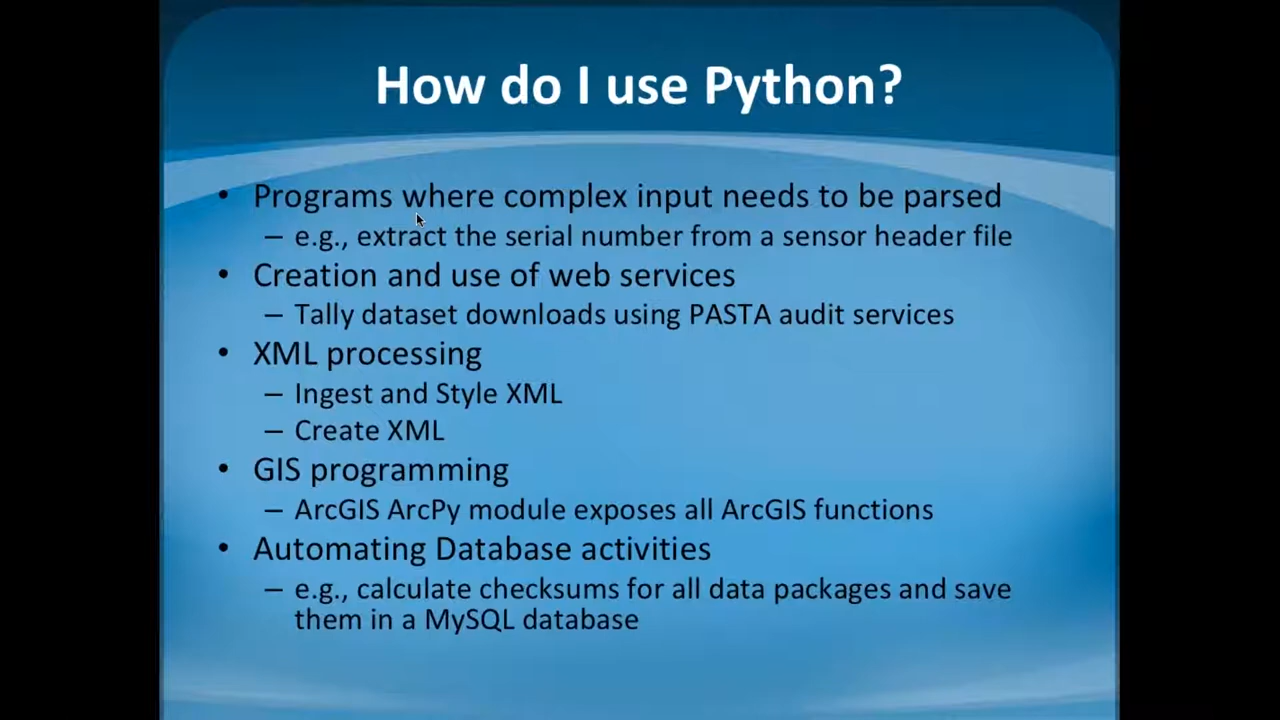 How do I use Python?
• Programs where complex input needs to be parsed
– e.g., extract the serial number from a sensor header file
• Creation and use of web services
– Tally dataset downloads using PASTA audit services
• XML processing
– Ingest and Style XML
– Create XML
• GIS programming
– ArcGIS ArcPy module exposes all ArcGIS functions
• Automating Database activities
– e.g., calculate checksums for all data packages and save
them in a MySQL database